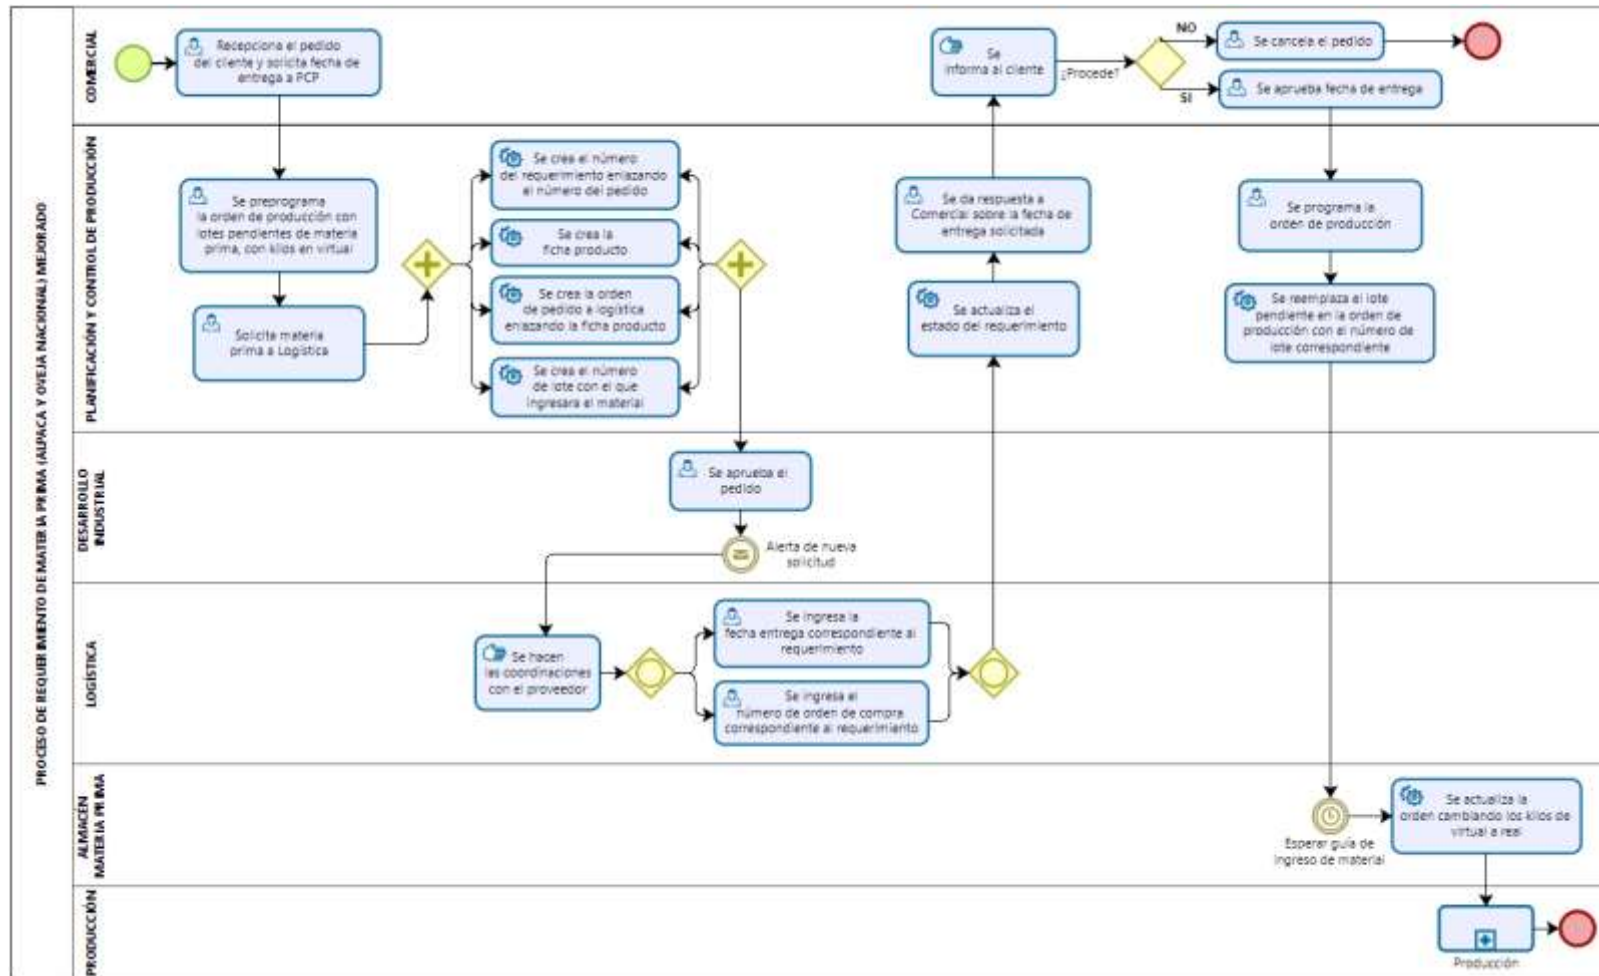 PROCESO DE REQUERIMIENTO DE MATERIA PRIMA (ALPACA Y OVEJA NACIONAL) MEJORADO
COMERCIAL
Recepciona el pedido
del cliente y solicita fecha de
entrega a PCP
Se
informa al cliente
¿Procede?
NO
Se cancela el pedido
SI
Se aprueba fecha de entrega
PLANIFICACIÓN Y CONTROL DE PRODUCCIÓN
Se preprograma
la orden de producción con
lotes pendientes de materia
prima, con kilos en virtual
Solicita materia
prima a Logística
Se crea el número
del requerimiento enlazando
el número del pedido
Se crea la
ficha producto
Se crea la orden
de pedido a logística
enlazando la ficha producto
Se crea el número
de lote con el que
ingresara el material
Se da respuesta a
Comercial sobre la fecha de
entrega solicitada
Se actualiza el
estado del requerimiento
Se programa la
orden de producción
Se reemplaza el lote
pendiente en la orden de
producción con el número de
lote correspondiente
DESARROLLO
INDUSTRIAL
Se aprueba el
pedido
Alerta de nueva
solicitud
LOGÍSTICA
Se hacen
las coordinaciones
con el proveedor
Se ingresa la
fecha entrega correspondiente al
requerimiento
Se ingresa el
número de orden de compra
correspondiente al requerimiento
ALMACEN
MATERIA PRIMA
Esperar guía de
ingreso de material
Se actualiza la
orden cambiando los kilos de
virtual a real
PRODUCCIÓN
Producción